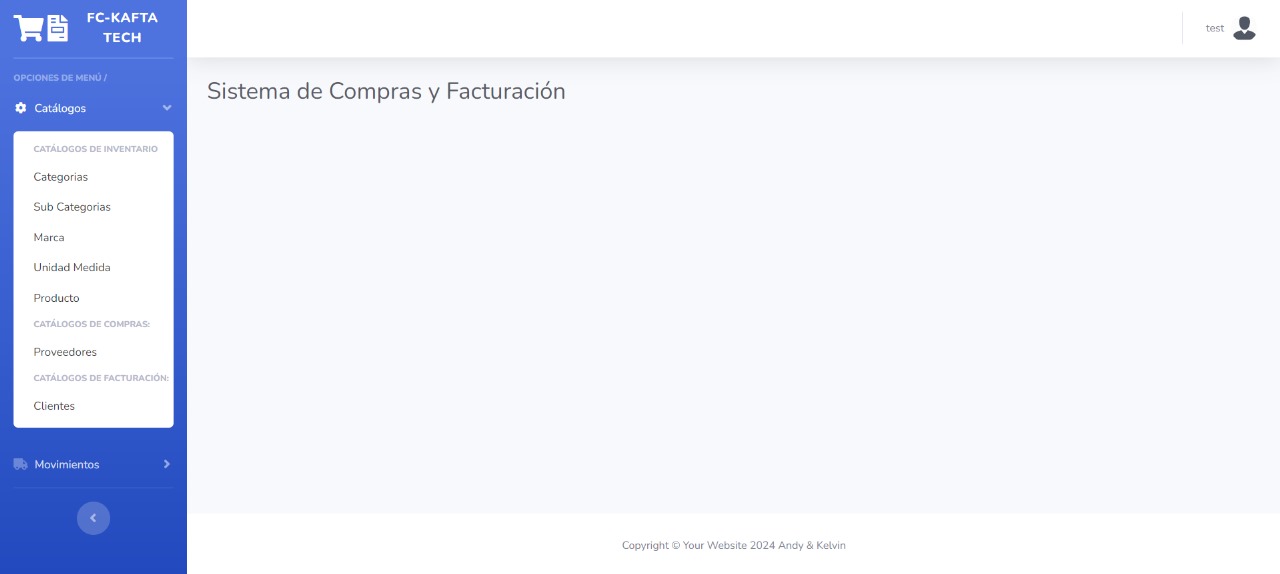 FC-KAFTA
TECH
OPCIONES DE MENÚ /
Catálogos
CATÁLOGOS DE INVENTARIO
Categorias
Sub Categorias
Marca
Unidad Medida
Producto
CATÁLOGOS DE COMPRAS:
Proveedores
CATÁLOGOS DE FACTURACIÓN:
Clientes
Movimientos
test
Sistema de Compras y Facturación
Copyright © Your Website 2024 Andy & Kelvin